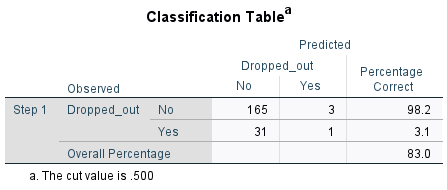 Classification Tableᵃ
Predicted
Dropped_out Percentage
Observed No Yes Correct
Step 1 Dropped_out No 165 3 98.2
Yes 31 1 3.1
Overall Percentage 83.0
a. The cut value is .500